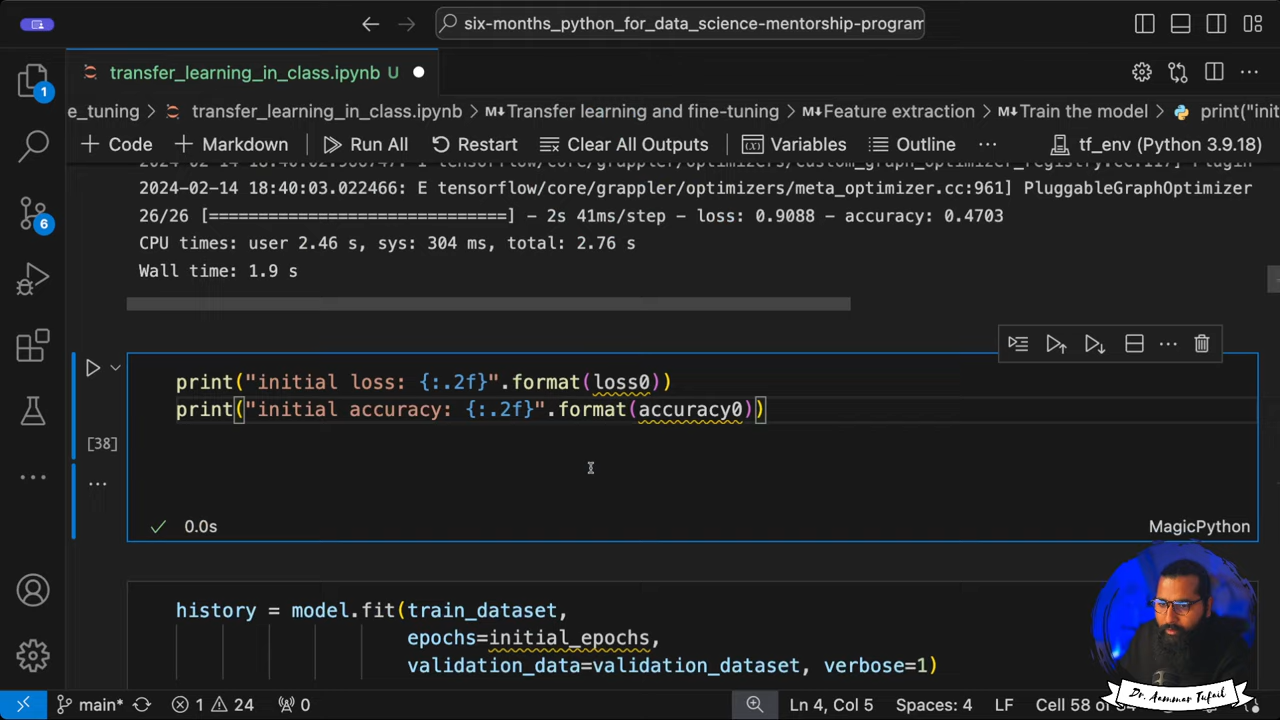 six-months_python_for_data_science-mentorship-program
transfer_learning_in_class.ipynb U
e_tuning > transfer_learning_in_class.ipynb > M↓Transfer learning and fine-tuning > M↓Feature extraction > M↓Train the model > print("init
+ Code + Markdown Run All Restart Clear All Outputs Variables Outline ... tf_env (Python 3.9.18)
2024-02-14 18:40:03.022466: E tensorflow/core/grappler/optimizers/meta_optimizer.cc:961] PluggableGraphOptimizer
26/26 [==============================] - 2s 41ms/step - loss: 0.9088 - accuracy: 0.4703
CPU times: user 2.46 s, sys: 304 ms, total: 2.76 s
Wall time: 1.9 s
print("initial loss: {:.2f}".format(loss0))
print("initial accuracy: {:.2f}".format(accuracy0))
[38]
0.0s
MagicPython
history = model.fit(train_dataset,
epochs=initial_epochs,
validation_data=validation_dataset, verbose=1)
Dr. Aammar Tufail
main* 1 24 0 Ln 4, Col 5 Spaces: 4 LF Cell 58 of
1
6